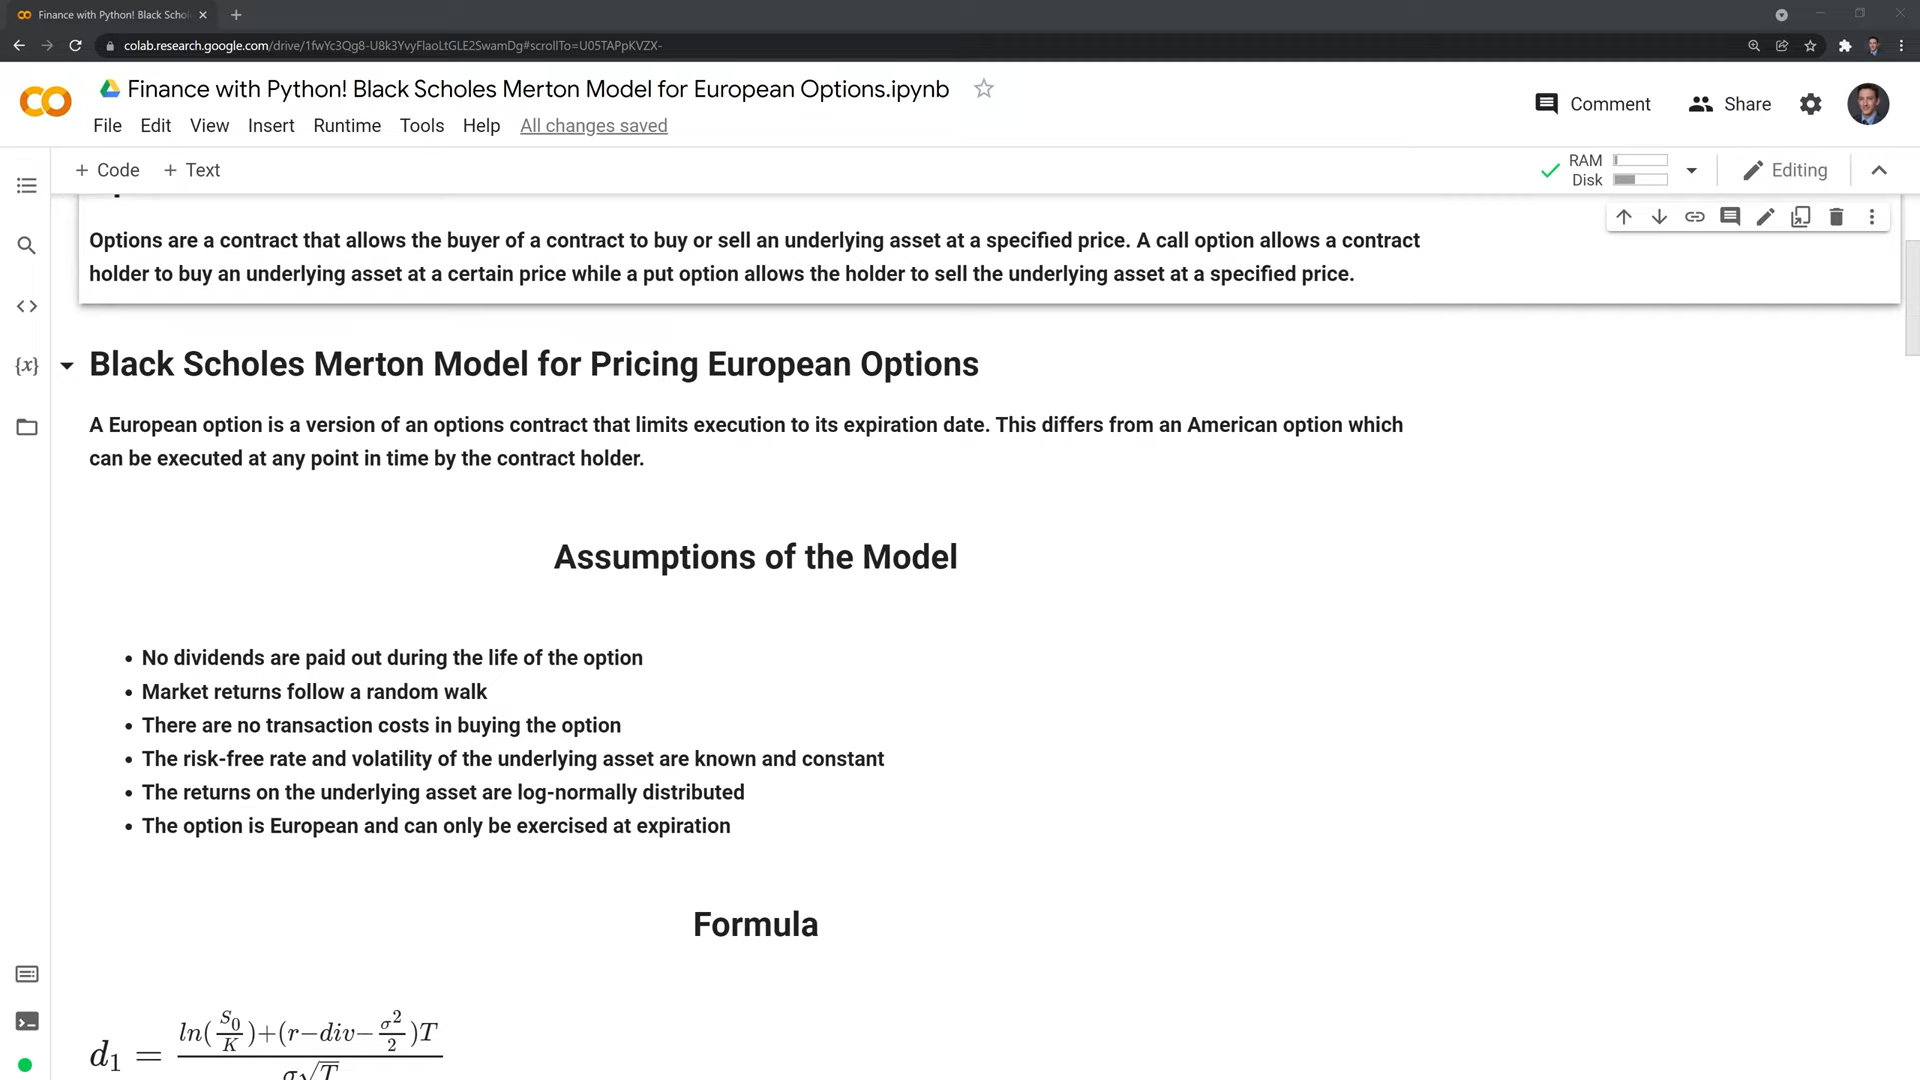 Finance with Python! Black Schol
colab.research.google.com/drive/1fwYc3Qg8-U8k3YvyFlaoLtGLE2SwamDg#scrollTo=U05TAPpKVZX-
Finance with Python! Black Scholes Merton Model for European Options.ipynb
Comment Share
File Edit View Insert Runtime Tools Help All changes saved
+ Code + Text
RAM
Disk
Editing
Options are a contract that allows the buyer of a contract to buy or sell an underlying asset at a specified price. A call option allows a contract
holder to buy an underlying asset at a certain price while a put option allows the holder to sell the underlying asset at a specified price.
{x}
Black Scholes Merton Model for Pricing European Options
A European option is a version of an options contract that limits execution to its expiration date. This differs from an American option which
can be executed at any point in time by the contract holder.
Assumptions of the Model
• No dividends are paid out during the life of the option
• Market returns follow a random walk
• There are no transaction costs in buying the option
• The risk-free rate and volatility of the underlying asset are known and constant
• The returns on the underlying asset are log-normally distributed
• The option is European and can only be exercised at expiration
Formula
d₁ = ln(S₀/K)+(r−div−σ²/2)T / σ√T